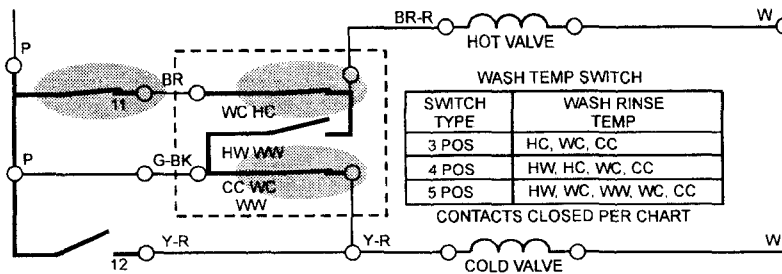 BR-R
W
HOT VALVE
P
BR
11
WC HC
WASH TEMP SWITCH
SWITCH TYPE
WASH RINSE TEMP
3 POS
HC, WC, CC
4 POS
HW, HC, WC, CC
5 POS
HW, WC, WW, WC, CC
CONTACTS CLOSED PER CHART
HW WW
P
G-BK
CC WC
WW
12
Y-R
Y-R
COLD VALVE
W